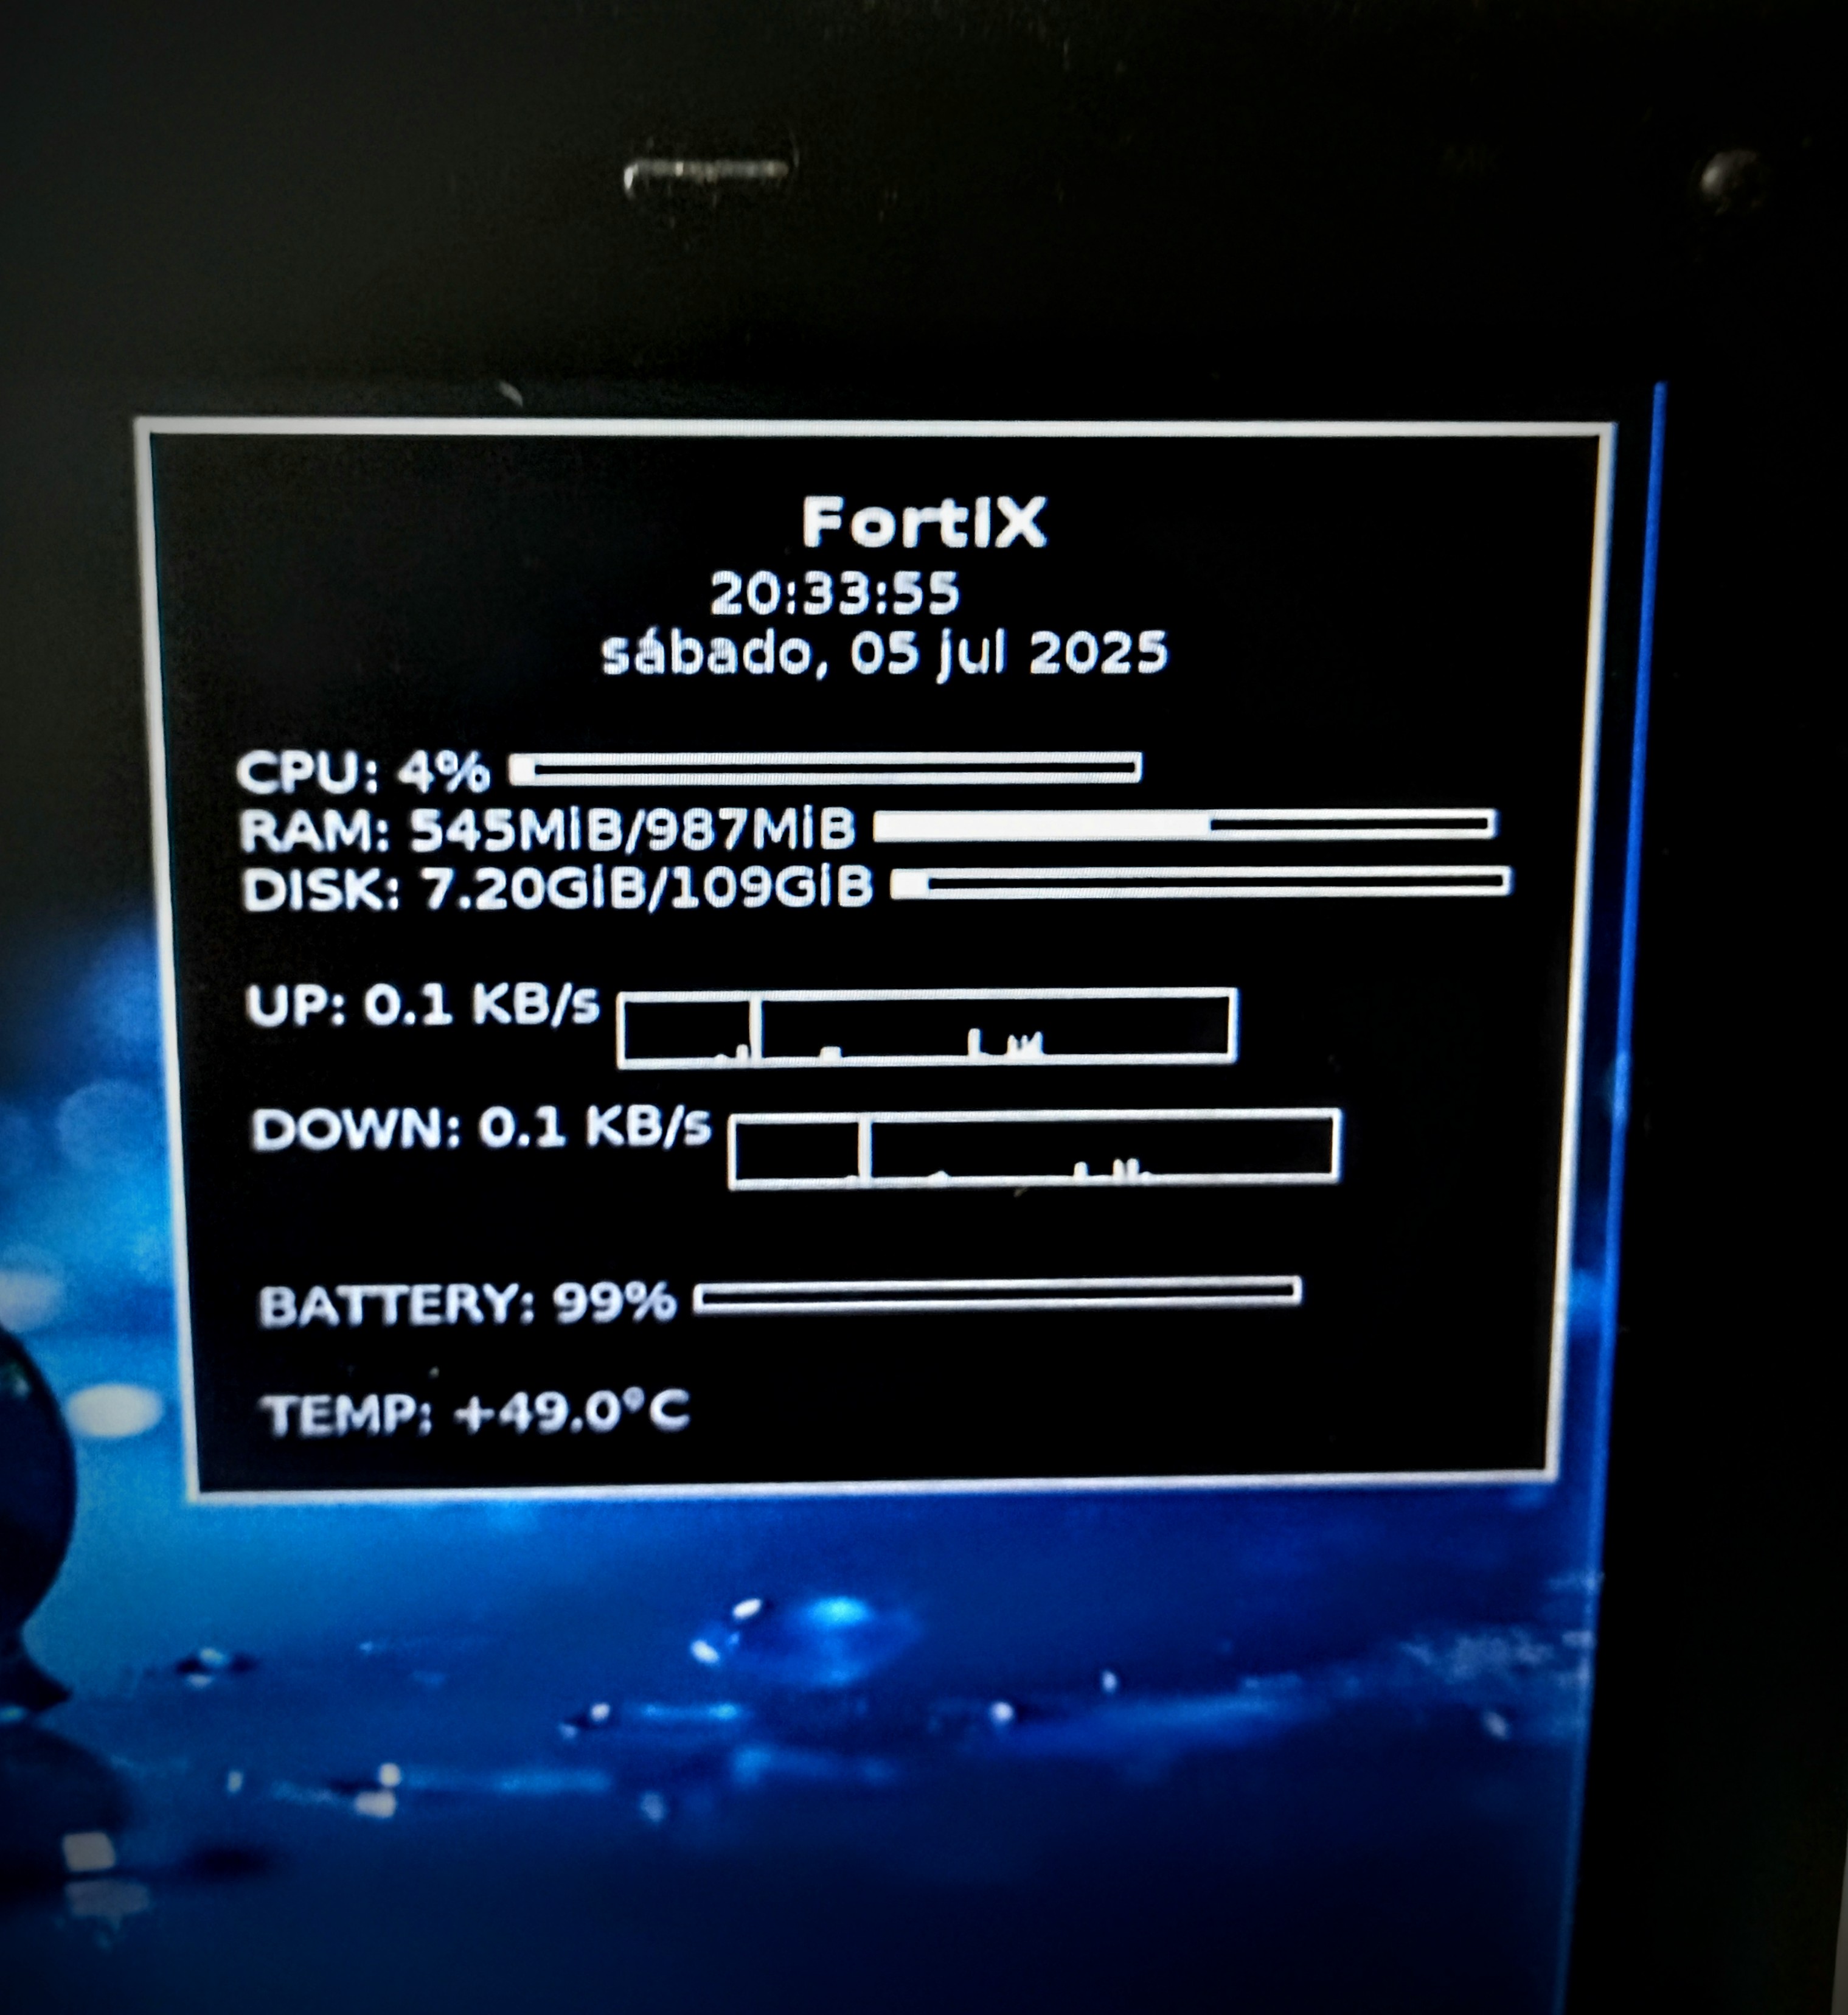 FortiX
20:33:55
sábado, 05 jul 2025
CPU: 4%
RAM: 545MiB/987MiB
DISK: 7.20GiB/109GiB
UP: 0.1 KB/s
DOWN: 0.1 KB/s
BATTERY: 99%
TEMP: +49.0°C